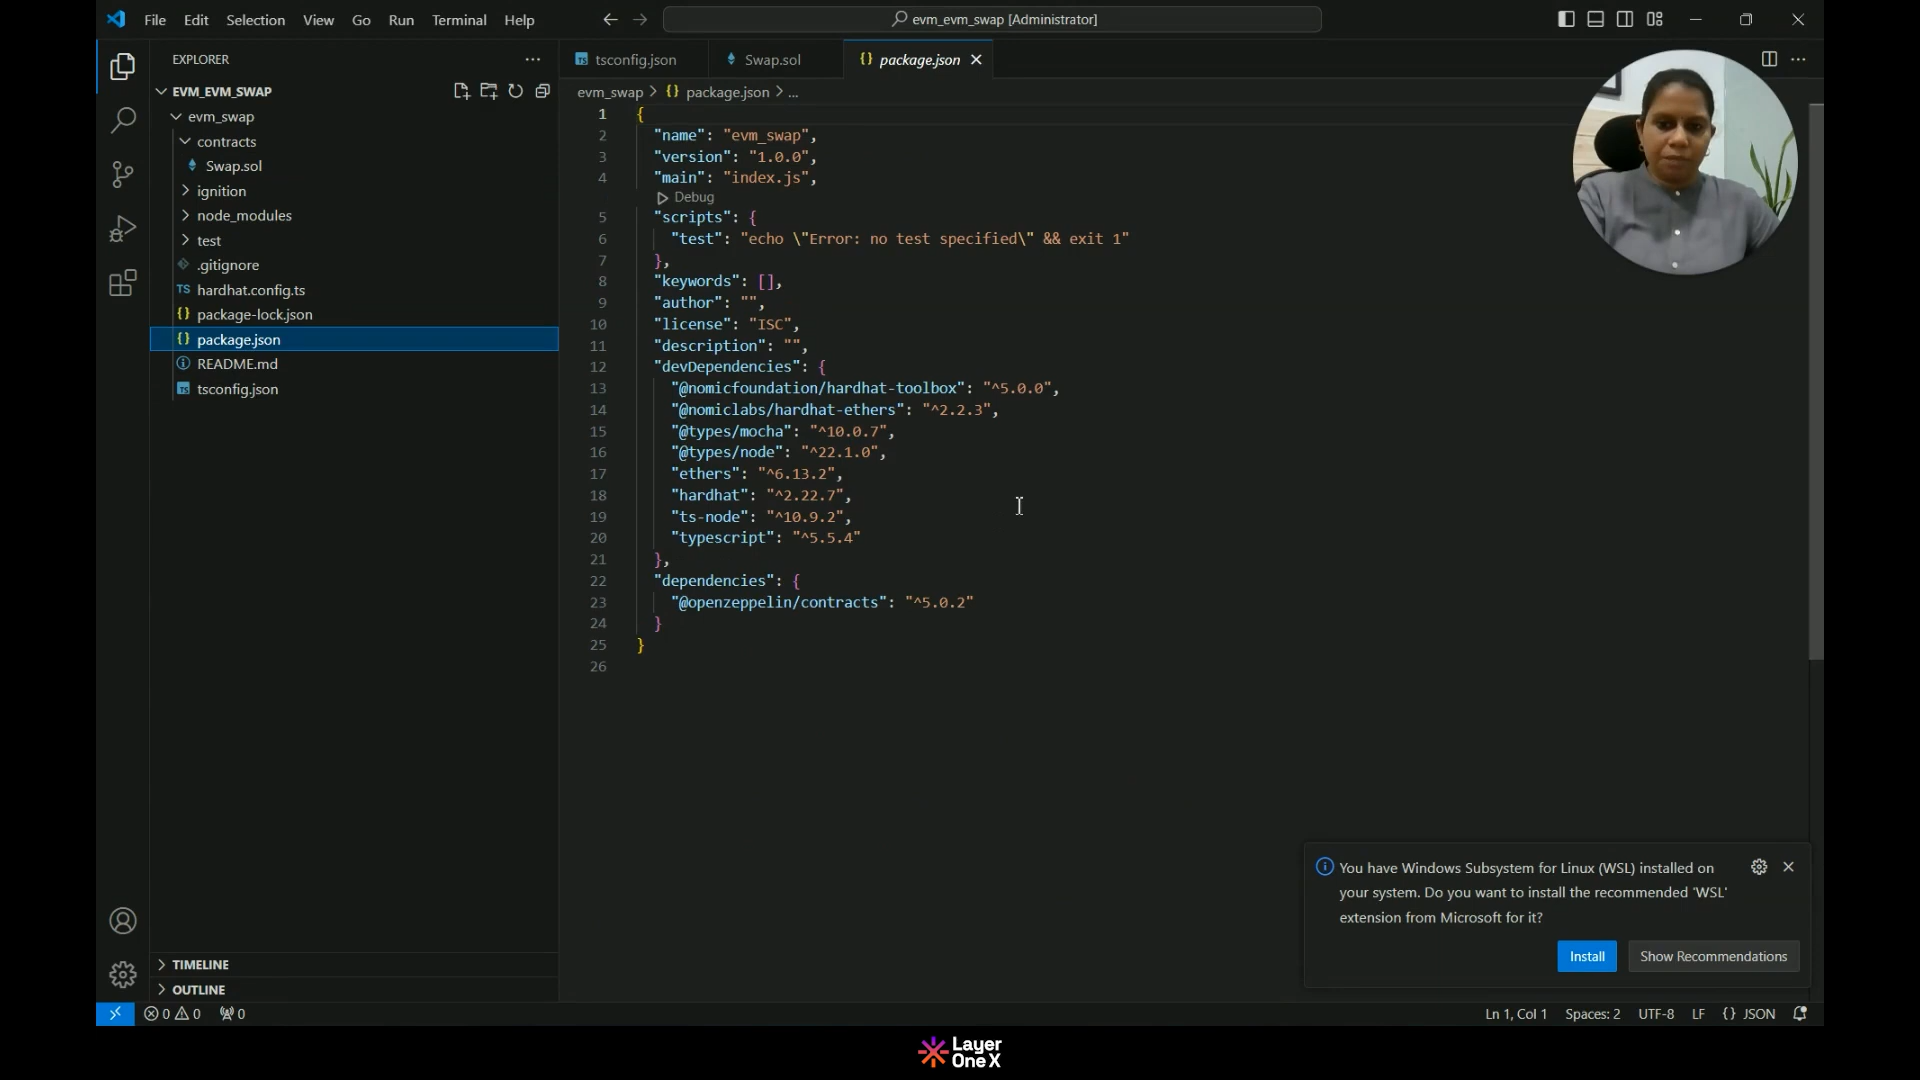 File Edit Selection View Go Run Terminal Help
evm_evm_swap [Administrator]
EXPLORER
EVM_EVM_SWAP
evm_swap
contracts
Swap.sol
ignition
node_modules
test
.gitignore
TS hardhat.config.ts
{} package-lock.json
{} package.json
README.md
TS tsconfig.json
TIMELINE
OUTLINE
TS tsconfig.json
Swap.sol
{} package.json
evm_swap > {} package.json > ...
1 {
2 "name": "evm_swap",
3 "version": "1.0.0",
4 "main": "index.js",
Debug
5 "scripts": {
6 "test": "echo \"Error: no test specified\" && exit 1"
7 },
8 "keywords": [],
9 "author": "",
10 "license": "ISC",
11 "description": "",
12 "devDependencies": {
13 "@nomicfoundation/hardhat-toolbox": "^5.0.0",
14 "@nomiclabs/hardhat-ethers": "^2.2.3",
15 "@types/mocha": "^10.0.7",
16 "@types/node": "^22.1.0",
17 "ethers": "^6.13.2",
18 "hardhat": "^2.22.7",
19 "ts-node": "^10.9.2",
20 "typescript": "^5.5.4"
21 },
22 "dependencies": {
23 "@openzeppelin/contracts": "^5.0.2"
24 }
25 }
26
You have Windows Subsystem for Linux (WSL) installed on
your system. Do you want to install the recommended 'WSL'
extension from Microsoft for it?
Install Show Recommendations
0 0 0
Ln 1, Col 1 Spaces: 2 UTF-8 LF {} JSON
Layer
One X